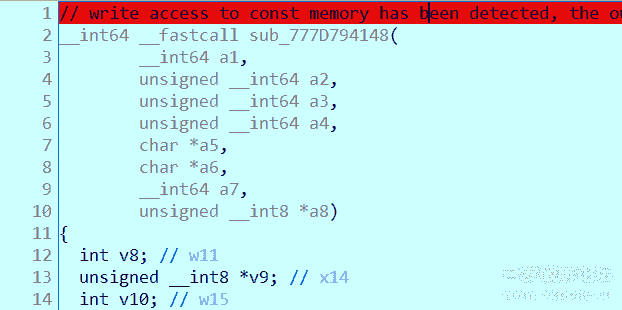 1 // write access to const memory has been detected, the o
2 __int64 __fastcall sub_777D794148(
3 __int64 a1,
4 unsigned __int64 a2,
5 unsigned __int64 a3,
6 unsigned __int64 a4,
7 char *a5,
8 char *a6,
9 __int64 a7,
10 unsigned __int8 *a8)
11 {
12 int v8; // w11
13 unsigned __int8 *v9; // x14
14 int v10; // w15